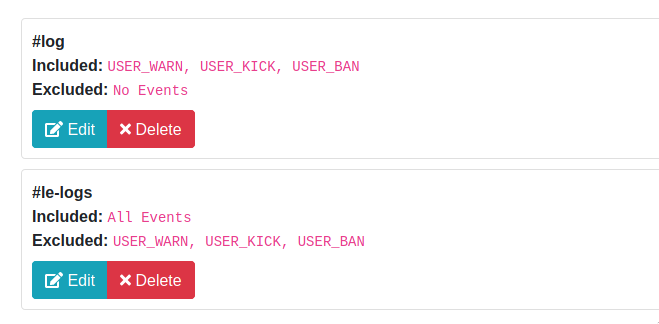 #log
Included: USER_WARN, USER_KICK, USER_BAN
Excluded: No Events
Edit Delete
#le-logs
Included: All Events
Excluded: USER_WARN, USER_KICK, USER_BAN
Edit Delete